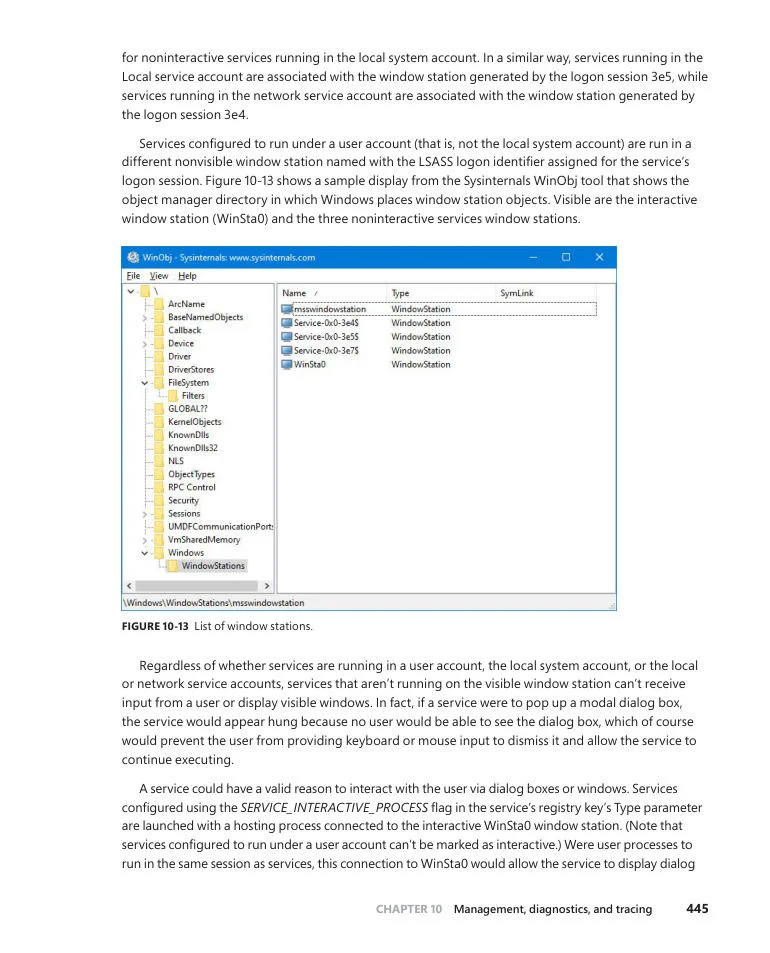 for noninteractive services running in the local system account. In a similar way, services running in the
Local service account are associated with the window station generated by the logon session 3e5, while
services running in the network service account are associated with the window station generated by
the logon session 3e4.
Services configured to run under a user account (that is, not the local system account) are run in a
different nonvisible window station named with the LSASS logon identifier assigned for the service’s
logon session. Figure 10-13 shows a sample display from the Sysinternals WinObj tool that shows the
object manager directory in which Windows places window station objects. Visible are the interactive
window station (WinSta0) and the three noninteractive services window stations.
WinObj - Sysinternals: www.sysinternals.com
File View Help
\
ArcName
BaseNamedObjects
Callback
Device
Driver
DriverStores
FileSystem
Filters
GLOBAL??
KernelObjects
KnownDlls
KnownDlls32
NLS
ObjectTypes
RPC Control
Security
Sessions
UMDFCommunicationPorts
VmSharedMemory
Windows
WindowStations
Name / Type SymLink
msswindowstation WindowStation
Service-0x0-3e4$ WindowStation
Service-0x0-3e5$ WindowStation
Service-0x0-3e7$ WindowStation
WinSta0 WindowStation
\Windows\WindowStations\msswindowstation
FIGURE 10-13 List of window stations.
Regardless of whether services are running in a user account, the local system account, or the local
or network service accounts, services that aren’t running on the visible window station can’t receive
input from a user or display visible windows. In fact, if a service were to pop up a modal dialog box,
the service would appear hung because no user would be able to see the dialog box, which of course
would prevent the user from providing keyboard or mouse input to dismiss it and allow the service to
continue executing.
A service could have a valid reason to interact with the user via dialog boxes or windows. Services
configured using the SERVICE_INTERACTIVE_PROCESS flag in the service’s registry key’s Type parameter
are launched with a hosting process connected to the interactive WinSta0 window station. (Note that
services configured to run under a user account can’t be marked as interactive.) Were user processes to
run in the same session as services, this connection to WinSta0 would allow the service to display dialog
CHAPTER 10 Management, diagnostics, and tracing 445